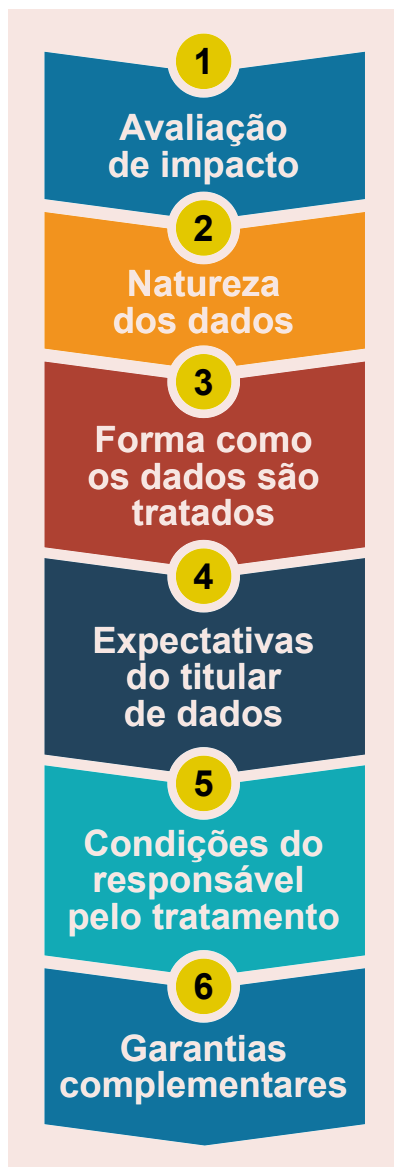 1
Avaliação
de impacto
2
Natureza
dos dados
3
Forma como
os dados são
tratados
4
Expectativas
do titular
de dados
5
Condições do
responsável
pelo tratamento
6
Garantias
complementares